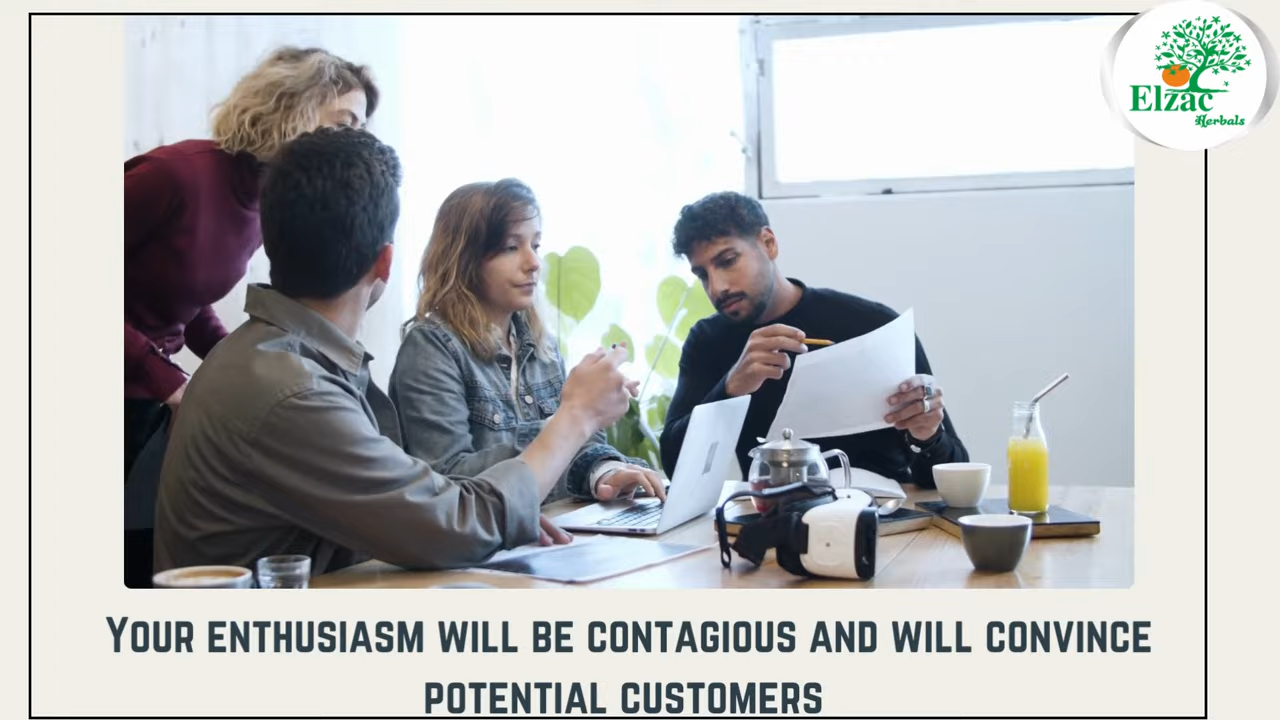 Elzac
Herbals
YOUR ENTHUSIASM WILL BE CONTAGIOUS AND WILL CONVINCE
POTENTIAL CUSTOMERS